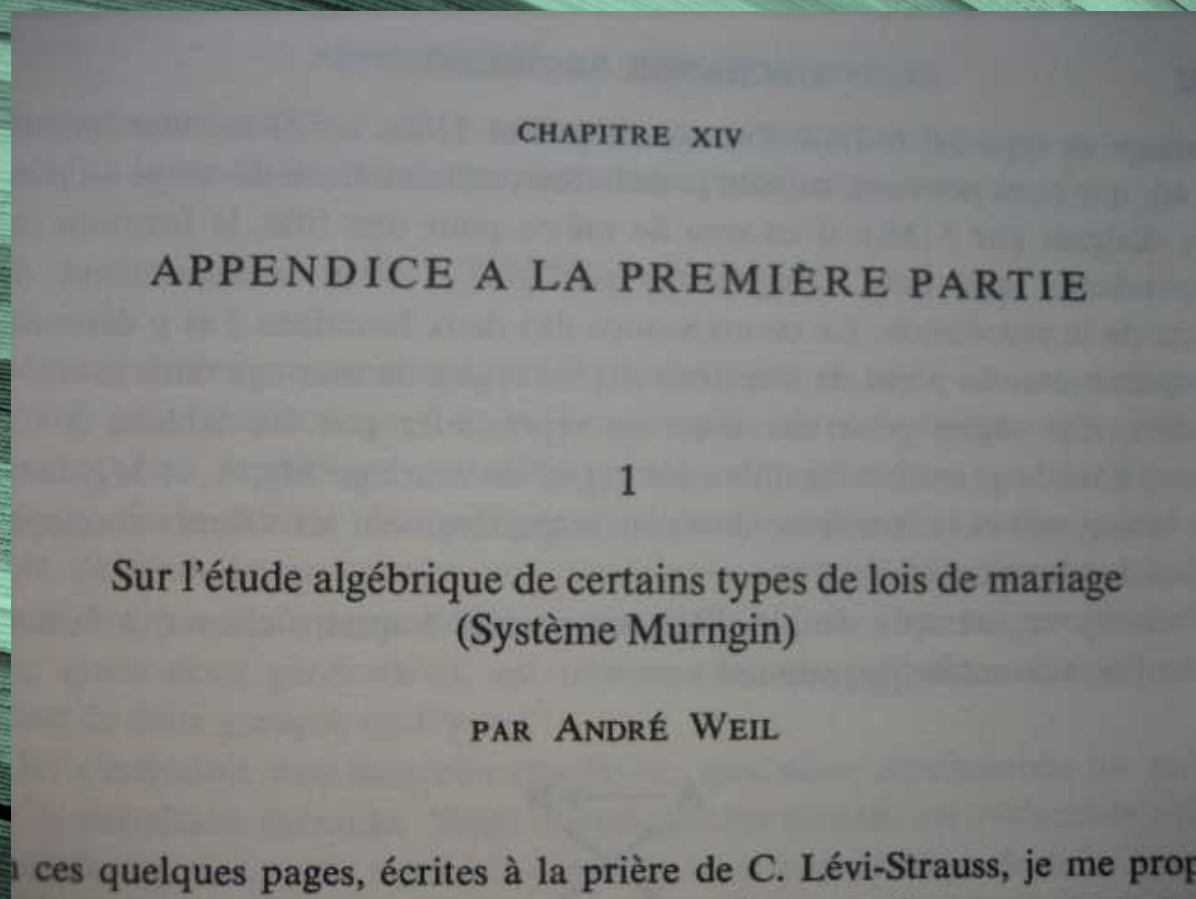 CHAPITRE XIV
APPENDICE A LA PREMIÈRE PARTIE
1
Sur l'étude algébrique de certains types de lois de mariage
(Système Murngin)
PAR ANDRÉ WEIL
ces quelques pages, écrites à la prière de C. Lévi-Strauss, je me